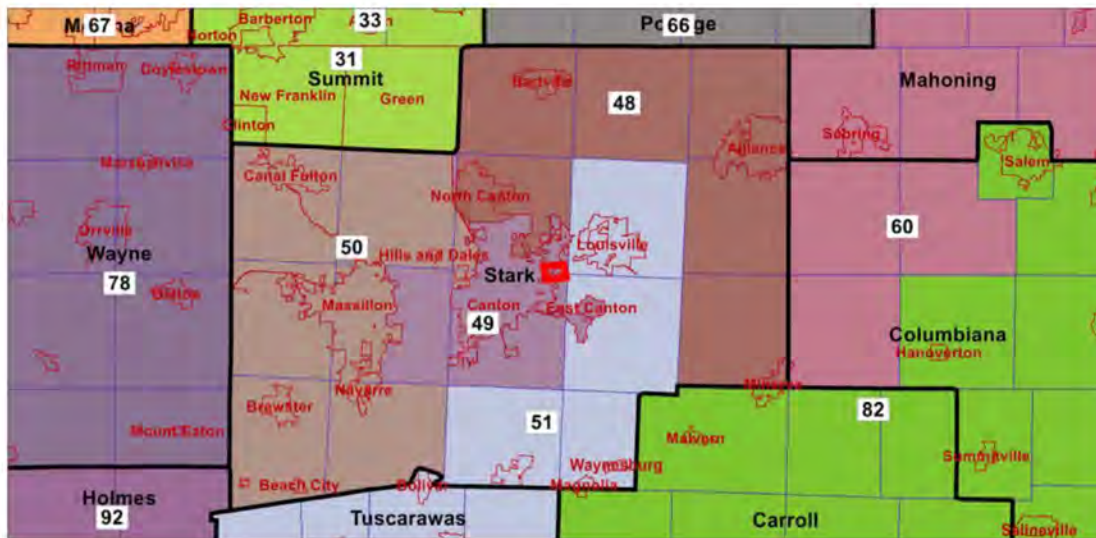 Barberton
33
67
66
Norton
Rittman
Doylestown
31
Summit
Hartville
Mahoning
New Franklin
Green
48
Clinton
Sebring
Alliance
Salem
Marshallville
Canal Fulton
North Canton
Orrville
60
Wayne
50
Hills and Dales
Louisville
Stark
78
Dalton
Massillon
Canton
East Canton
49
Columbiana
Hanoverton
Navarre
Minerva
Brewster
51
82
Mount Eaton
Malvern
Summitville
Waynesburg
Holmes
Beach City
Bolivar
Magnolia
92
Tuscarawas
Carroll
Salineville